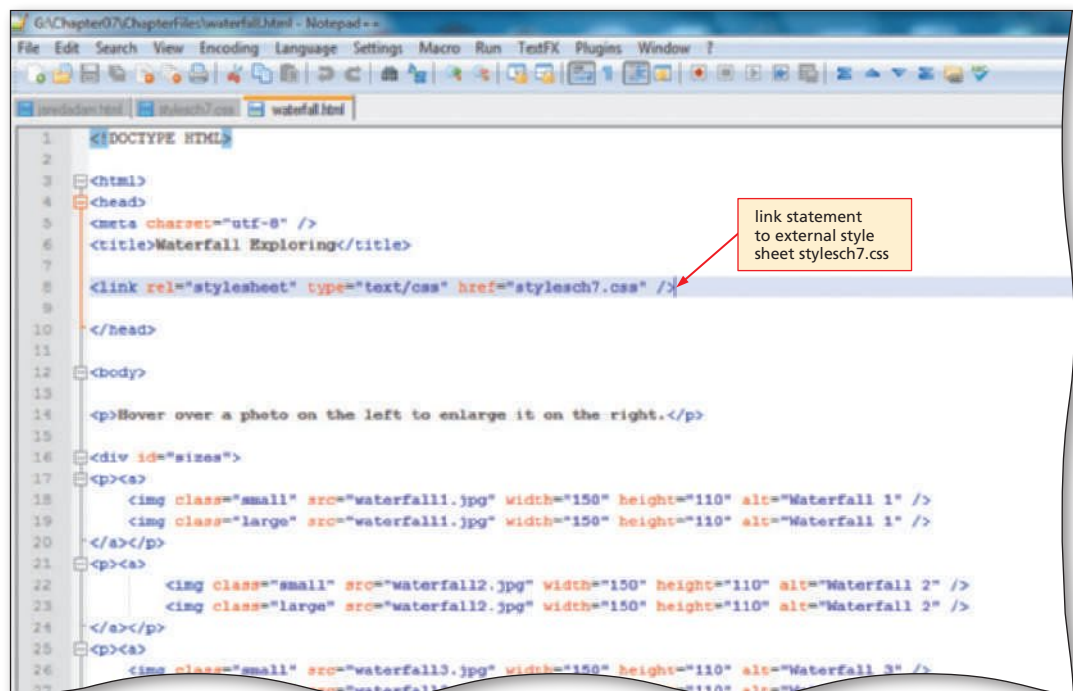 G:\Chapter07\ChapterFiles\waterfall.html - Notepad++
File Edit Search View Encoding Language Settings Macro Run TextFX Plugins Window ?
jaredadam.html stylesch7.css waterfall.html
1 <!DOCTYPE HTML>
2
3 <html>
4 <head>
5 <meta charset="utf-8" />
6 <title>Waterfall Exploring</title>
7
8 <link rel="stylesheet" type="text/css" href="stylesch7.css" />
link statement
to external style
sheet stylesch7.css
9
10 </head>
11
12 <body>
13
14 <p>Hover over a photo on the left to enlarge it on the right.</p>
15
16 <div id="sizes">
17 <p><a>
18 <img class="small" src="waterfall1.jpg" width="150" height="110" alt="Waterfall 1" />
19 <img class="large" src="waterfall1.jpg" width="150" height="110" alt="Waterfall 1" />
20 </a></p>
21 <p><a>
22 <img class="small" src="waterfall2.jpg" width="150" height="110" alt="Waterfall 2" />
23 <img class="large" src="waterfall2.jpg" width="150" height="110" alt="Waterfall 2" />
24 </a></p>
25 <p><a>
26 <img class="small" src="waterfall3.jpg" width="150" height="110" alt="Waterfall 3" />